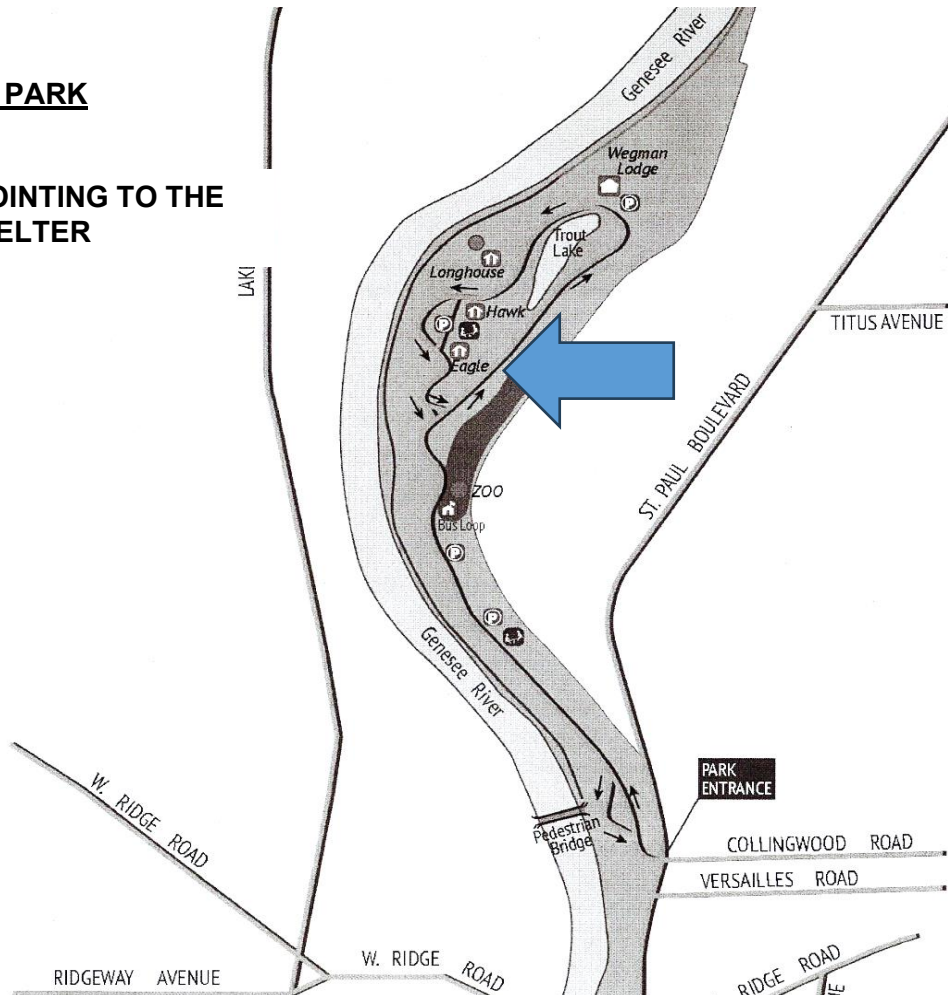 PARK
OINTING TO THE
ELTER
Genesee River
Wegman
Lodge
P
Trout
Lake
Longhouse
Hawk
P
Eagle
LAKI
TITUS AVENUE
ST. PAUL BOULEVARD
ZOO
Bus Loop
P
P
Genesee River
PARK
ENTRANCE
W. RIDGE ROAD
Pedestrian
Bridge
COLLINGWOOD ROAD
VERSAILLES ROAD
W. RIDGE ROAD
RIDGEWAY AVENUE
RIDGE ROAD